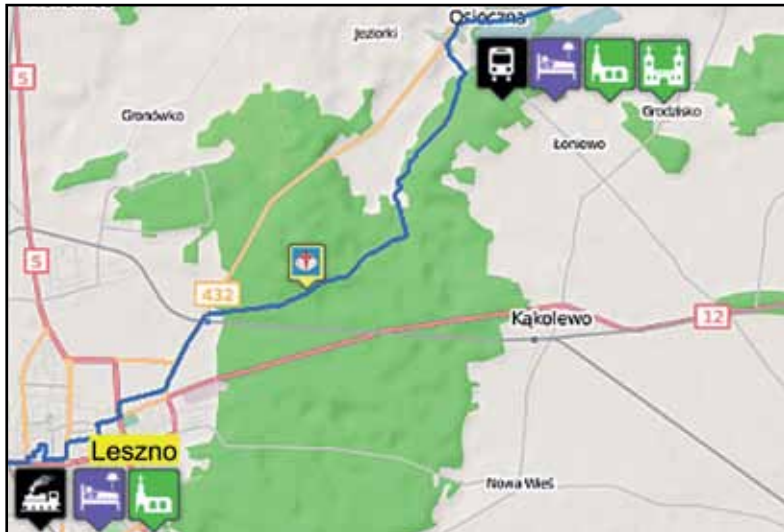 Osieczna
Jeziorki
5
Gronówko
Grodzisko
Łoniewo
5
432
Kąkolewo
12
Leszno
Nowa Wieś